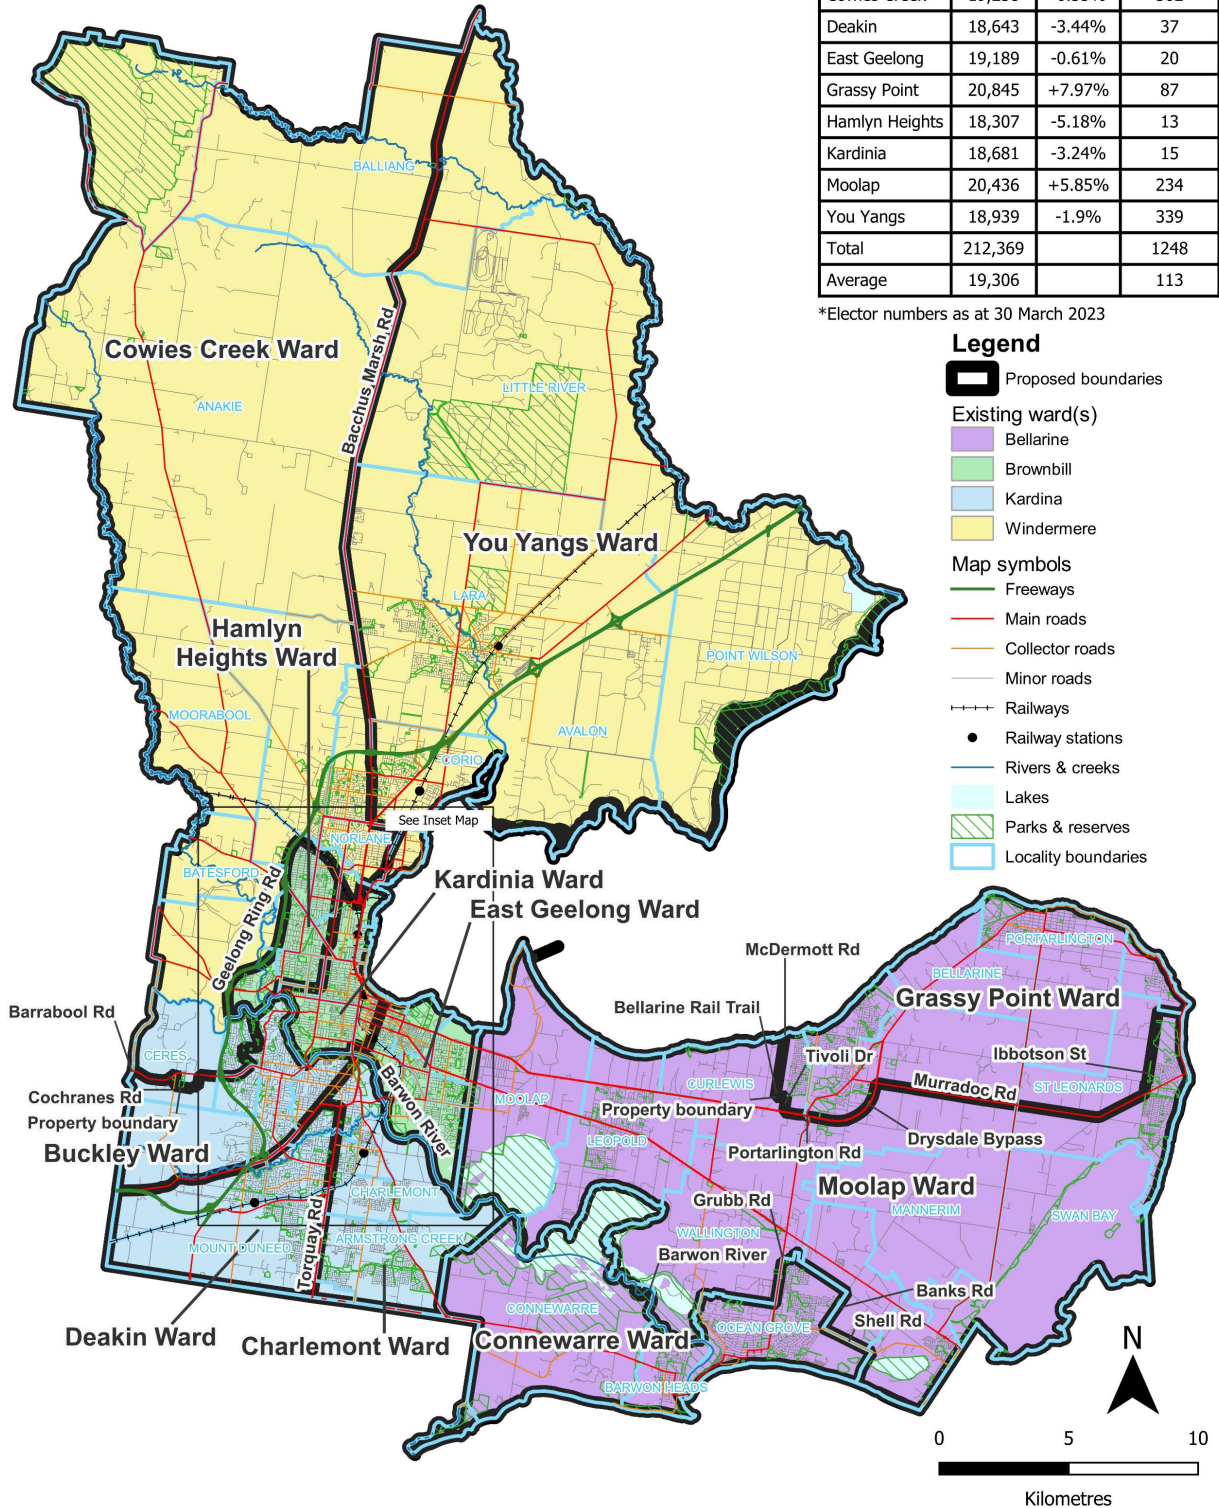 Deakin 18,643 -3.44% 37
East Geelong 19,189 -0.61% 20
Grassy Point 20,845 +7.97% 87
Hamlyn Heights 18,307 -5.18% 13
Kardinia 18,681 -3.24% 15
Moolap 20,436 +5.85% 234
You Yangs 18,939 -1.9% 339
Total 212,369 1248
Average 19,306 113
*Elector numbers as at 30 March 2023
Legend
Proposed boundaries
Existing ward(s)
Bellarine
Brownbill
Kardina
Windermere
Map symbols
Freeways
Main roads
Collector roads
Minor roads
Railways
Railway stations
Rivers & creeks
Lakes
Parks & reserves
Locality boundaries
BALLIANG
Cowies Creek Ward
Bacchus Marsh Rd
ANAKIE
LITTLE RIVER
You Yangs Ward
LARA
Hamlyn
Heights Ward
POINT WILSON
MOORABOOL
AVALON
CORIO
See Inset Map
NORLANE
BATESFORD
Geelong Ring Rd
Kardinia Ward
East Geelong Ward
McDermott Rd
PORTARLINGTON
BELLARINE
Grassy Point Ward
Bellarine Rail Trail
Barrabool Rd
CERES
Tivoli Dr
Ibbotson St
Murradoc Rd
ST LEONARDS
CURLEWIS
Cochranes Rd
Property boundary
Buckley Ward
Barwon River
MOOLAP
Property boundary
LEOPOLD
Drysdale Bypass
Portarlington Rd
Moolap Ward
CHARLEMONT
Grubb Rd
MANNERIM
SWAN BAY
MOUNT DUNEED
Torquay Rd
ARMSTRONG CREEK
WALLINGTON
Barwon River
Banks Rd
CONNEWARRE
OCEAN GROVE
Shell Rd
Deakin Ward
Charlemont Ward
Connewarre Ward
BARWON HEADS
N
0 5 10
Kilometres